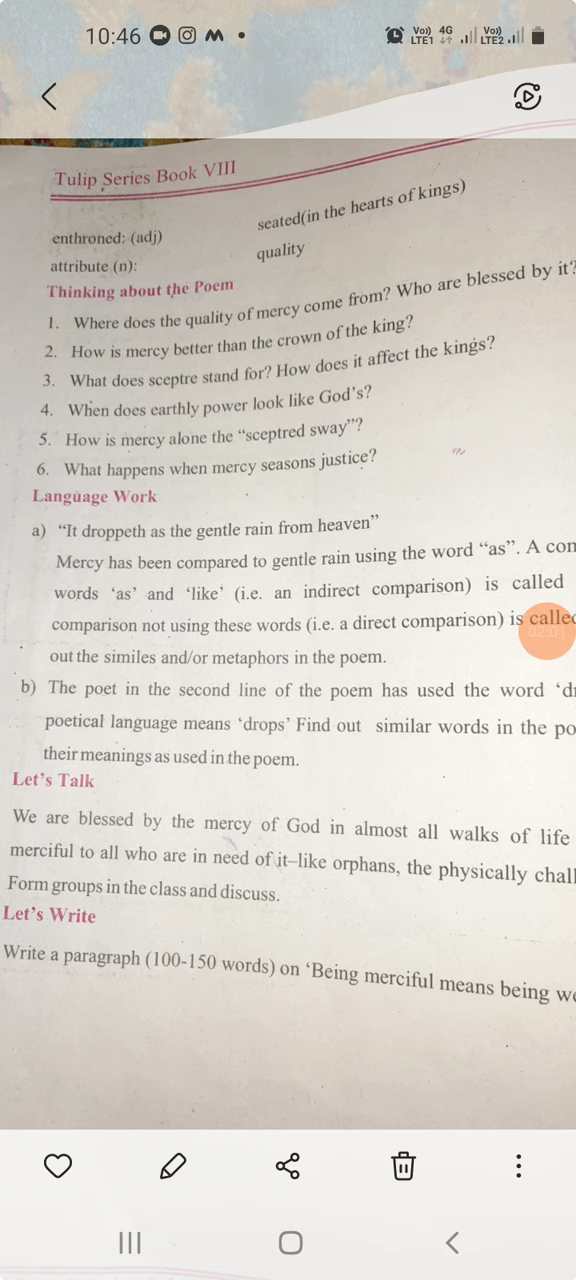 10:46
Vo)) 4G Vo))
LTE1 LTE2
Tulip Series Book VIII
enthroned: (adj) seated(in the hearts of kings)
attribute (n): quality
Thinking about the Poem
1. Where does the quality of mercy come from? Who are blessed by it?
2. How is mercy better than the crown of the king?
3. What does sceptre stand for? How does it affect the kings?
4. When does earthly power look like God's?
5. How is mercy alone the “sceptred sway”?
6. What happens when mercy seasons justice?
Language Work
a) “It droppeth as the gentle rain from heaven”
Mercy has been compared to gentle rain using the word “as”. A con
words ‘as’ and ‘like’ (i.e. an indirect comparison) is called
comparison not using these words (i.e. a direct comparison) is called
02:01
out the similes and/or metaphors in the poem.
b) The poet in the second line of the poem has used the word ‘dr
poetical language means ‘drops’ Find out similar words in the po
their meanings as used in the poem.
Let's Talk
We are blessed by the mercy of God in almost all walks of life
merciful to all who are in need of it–like orphans, the physically chall
Form groups in the class and discuss.
Let's Write
Write a paragraph (100-150 words) on ‘Being merciful means being we